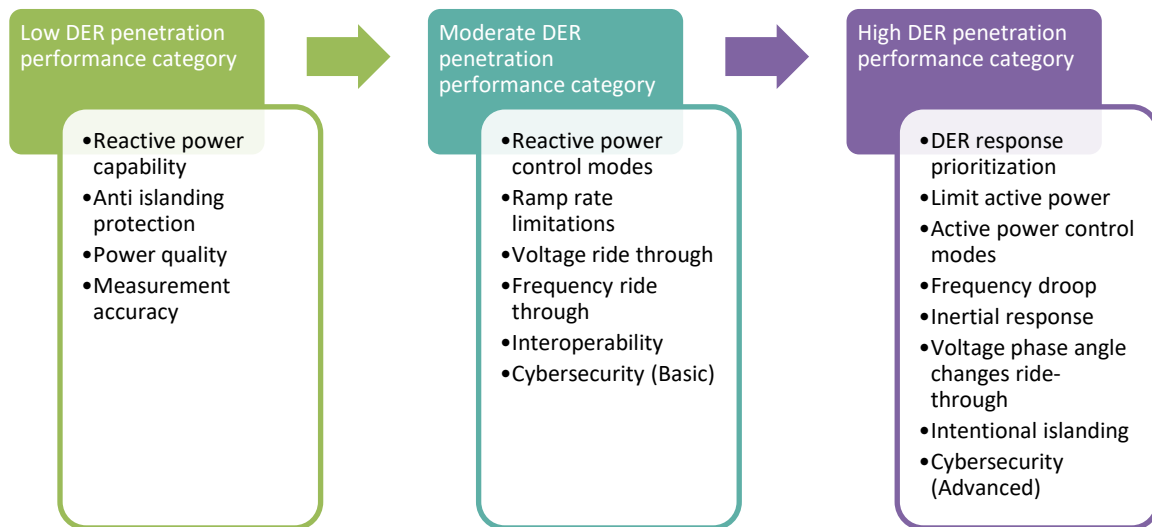 Low DER penetration
performance category
•Reactive power
capability
•Anti islanding
protection
•Power quality
•Measurement
accuracy
Moderate DER
penetration
performance category
•Reactive power
control modes
•Ramp rate
limitations
•Voltage ride through
•Frequency ride
through
•Interoperability
•Cybersecurity (Basic)
High DER penetration
performance category
•DER response
prioritization
•Limit active power
•Active power control
modes
•Frequency droop
•Inertial response
•Voltage phase angle
changes ride-
through
•Intentional islanding
•Cybersecurity
(Advanced)